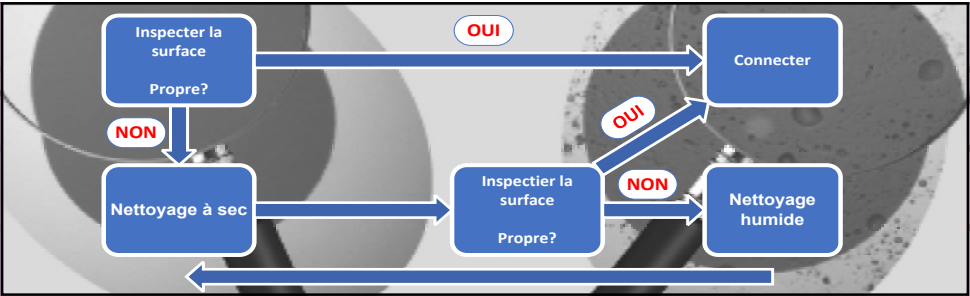 Inspecter la
surface
Propre?
OUI
Connecter
NON
Nettoyage à sec
Inspectier la
surface
Propre?
OUI
NON
Nettoyage
humide